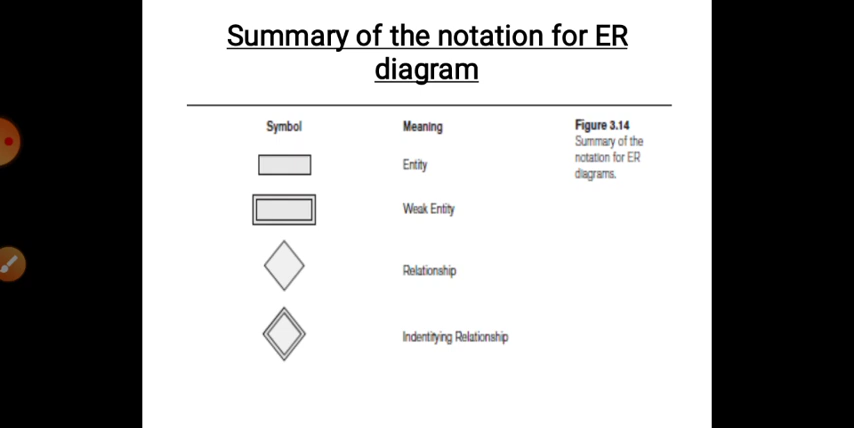 Summary of the notation for ER
diagram
Symbol
Meaning
Figure 3.14
Summary of the
notation for ER
diagrams.
Entity
Weak Entity
Relationship
Indentifying Relationship